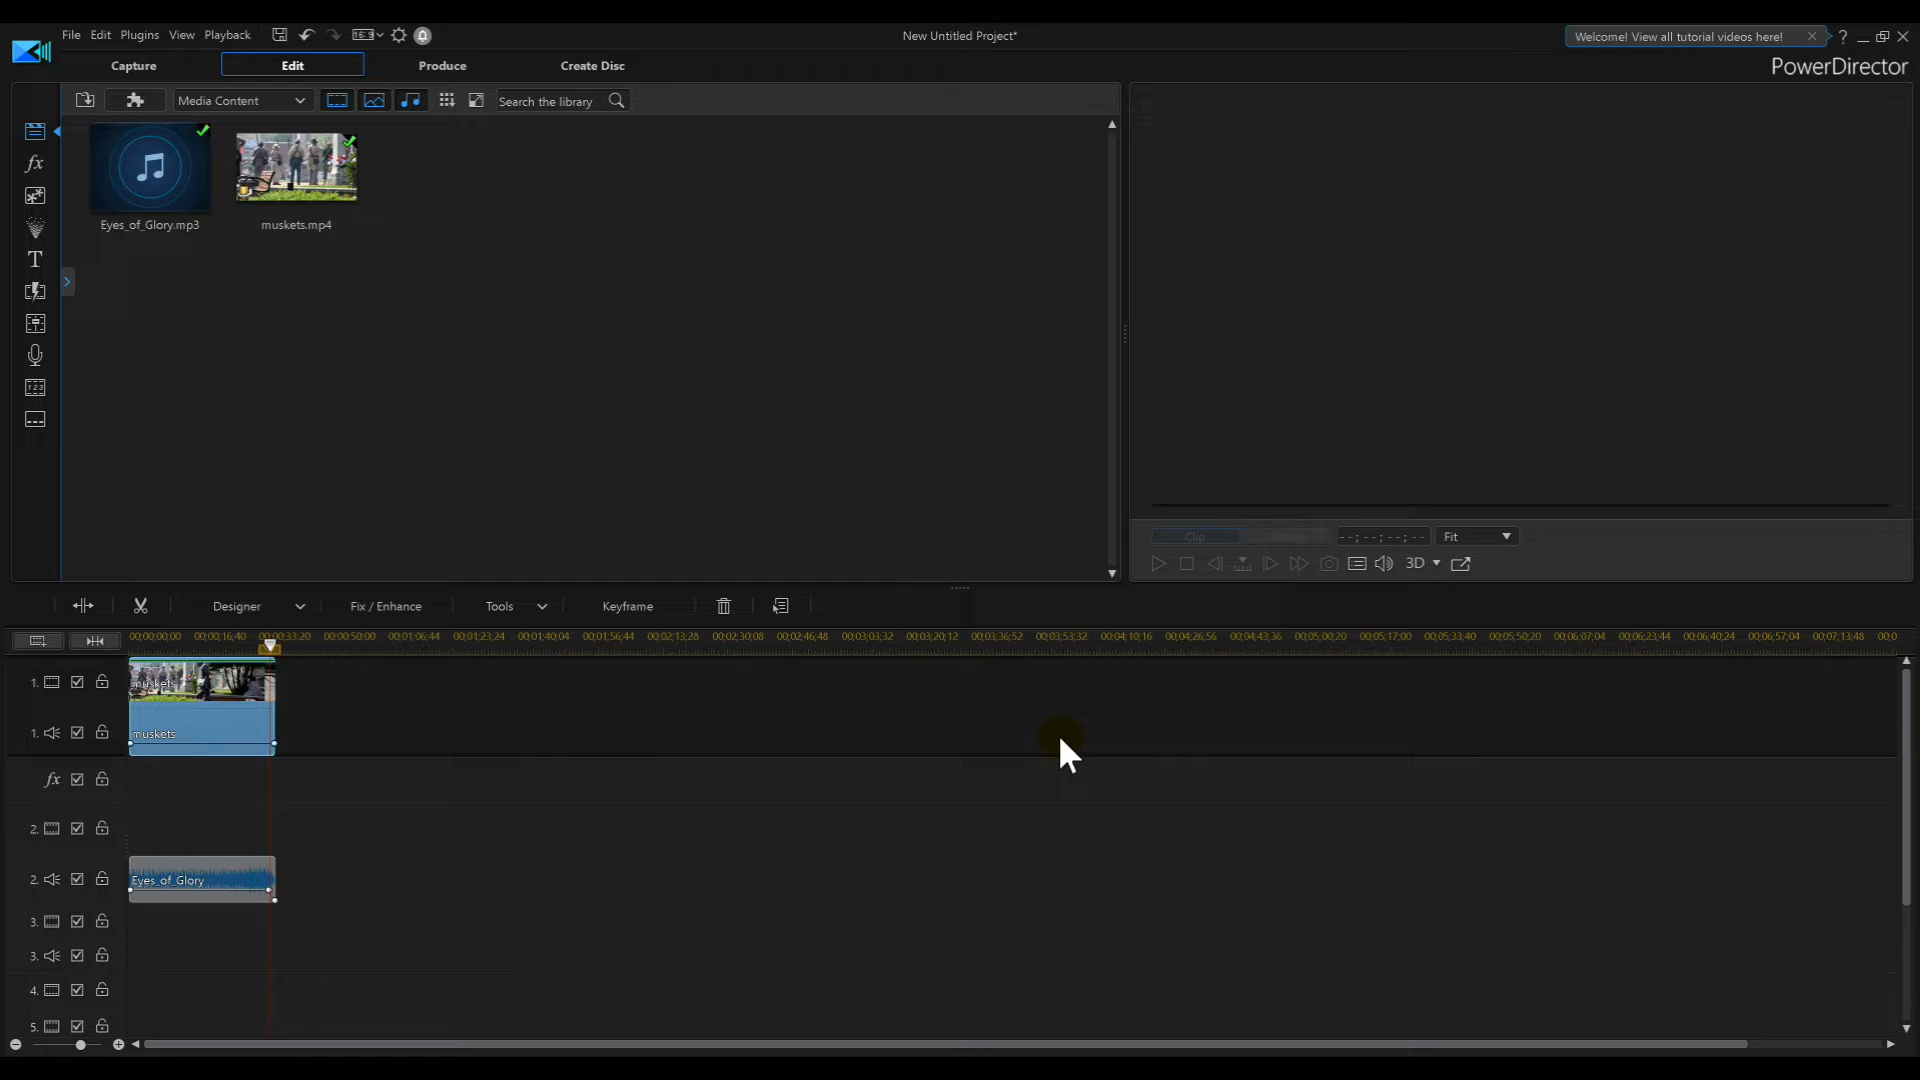 File Edit Plugins View Playback 16:9 New Untitled Project* Welcome! View all tutorial videos here! ?
Capture Edit Produce Create Disc PowerDirector
Media Content Search the library
Eyes_of_Glory.mp3 muskets.mp4
fx
T
Clip --;--;--;-- Fit
3D
Designer Fix / Enhance Tools Keyframe
00;00;00;00 00;00;16;40 00;00;33;20 00;00;50;00 00;01;06;44 00;01;23;24 00;01;40;04 00;01;56;44 00;02;13;28 00;02;30;08 00;02;46;48 00;03;03;32 00;03;20;12 00;03;36;52 00;03;53;32 00;04;10;16 00;04;26;56 00;04;43;36 00;05;00;20 00;05;17;00 00;05;33;40 00;05;50;20 00;06;07;04 00;06;23;44 00;06;40;24 00;06;57;04 00;07;13;48 00;0
1. muskets
1. muskets
fx
2.
2. Eyes_of_Glory
3.
3.
4.
5.